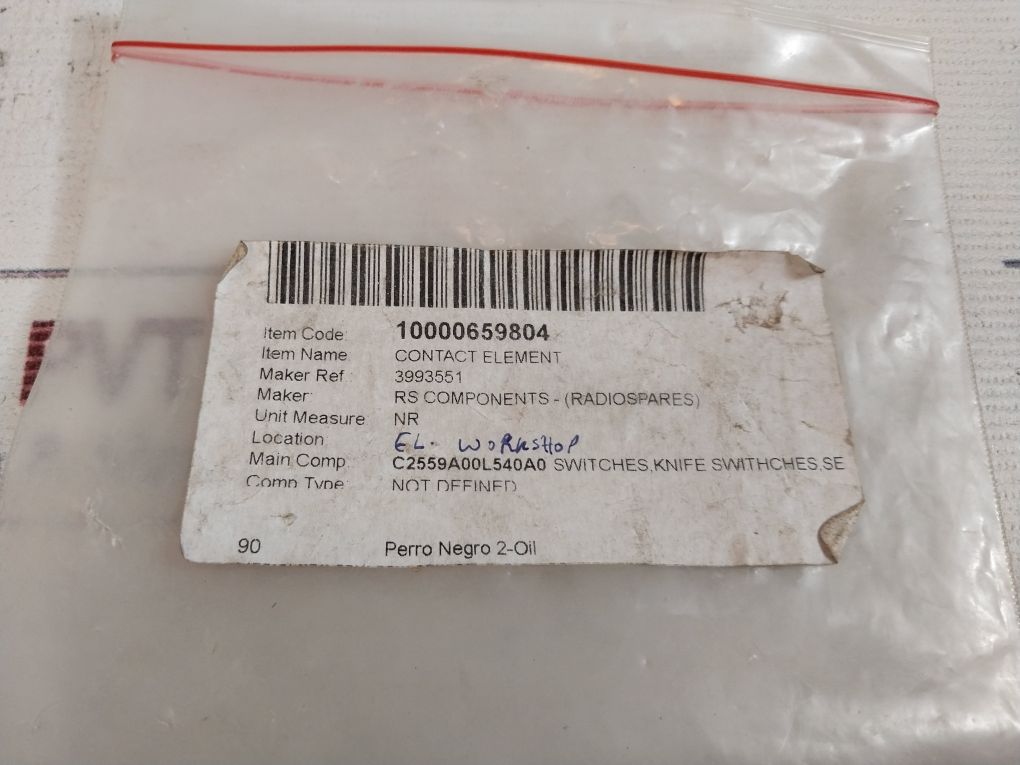 Item Code: 10000659804
Item Name CONTACT ELEMENT
Maker Ref : 3993551
Maker: RS COMPONENTS - (RADIOSPARES)
Unit Measure NR
Location EL. WORKSHOP
Main Comp: C2559A00L540A0 SWITCHES,KNIFE SWITHCHES,SE
Comp Type: NOT DEFINED
90 Perro Negro 2-Oil